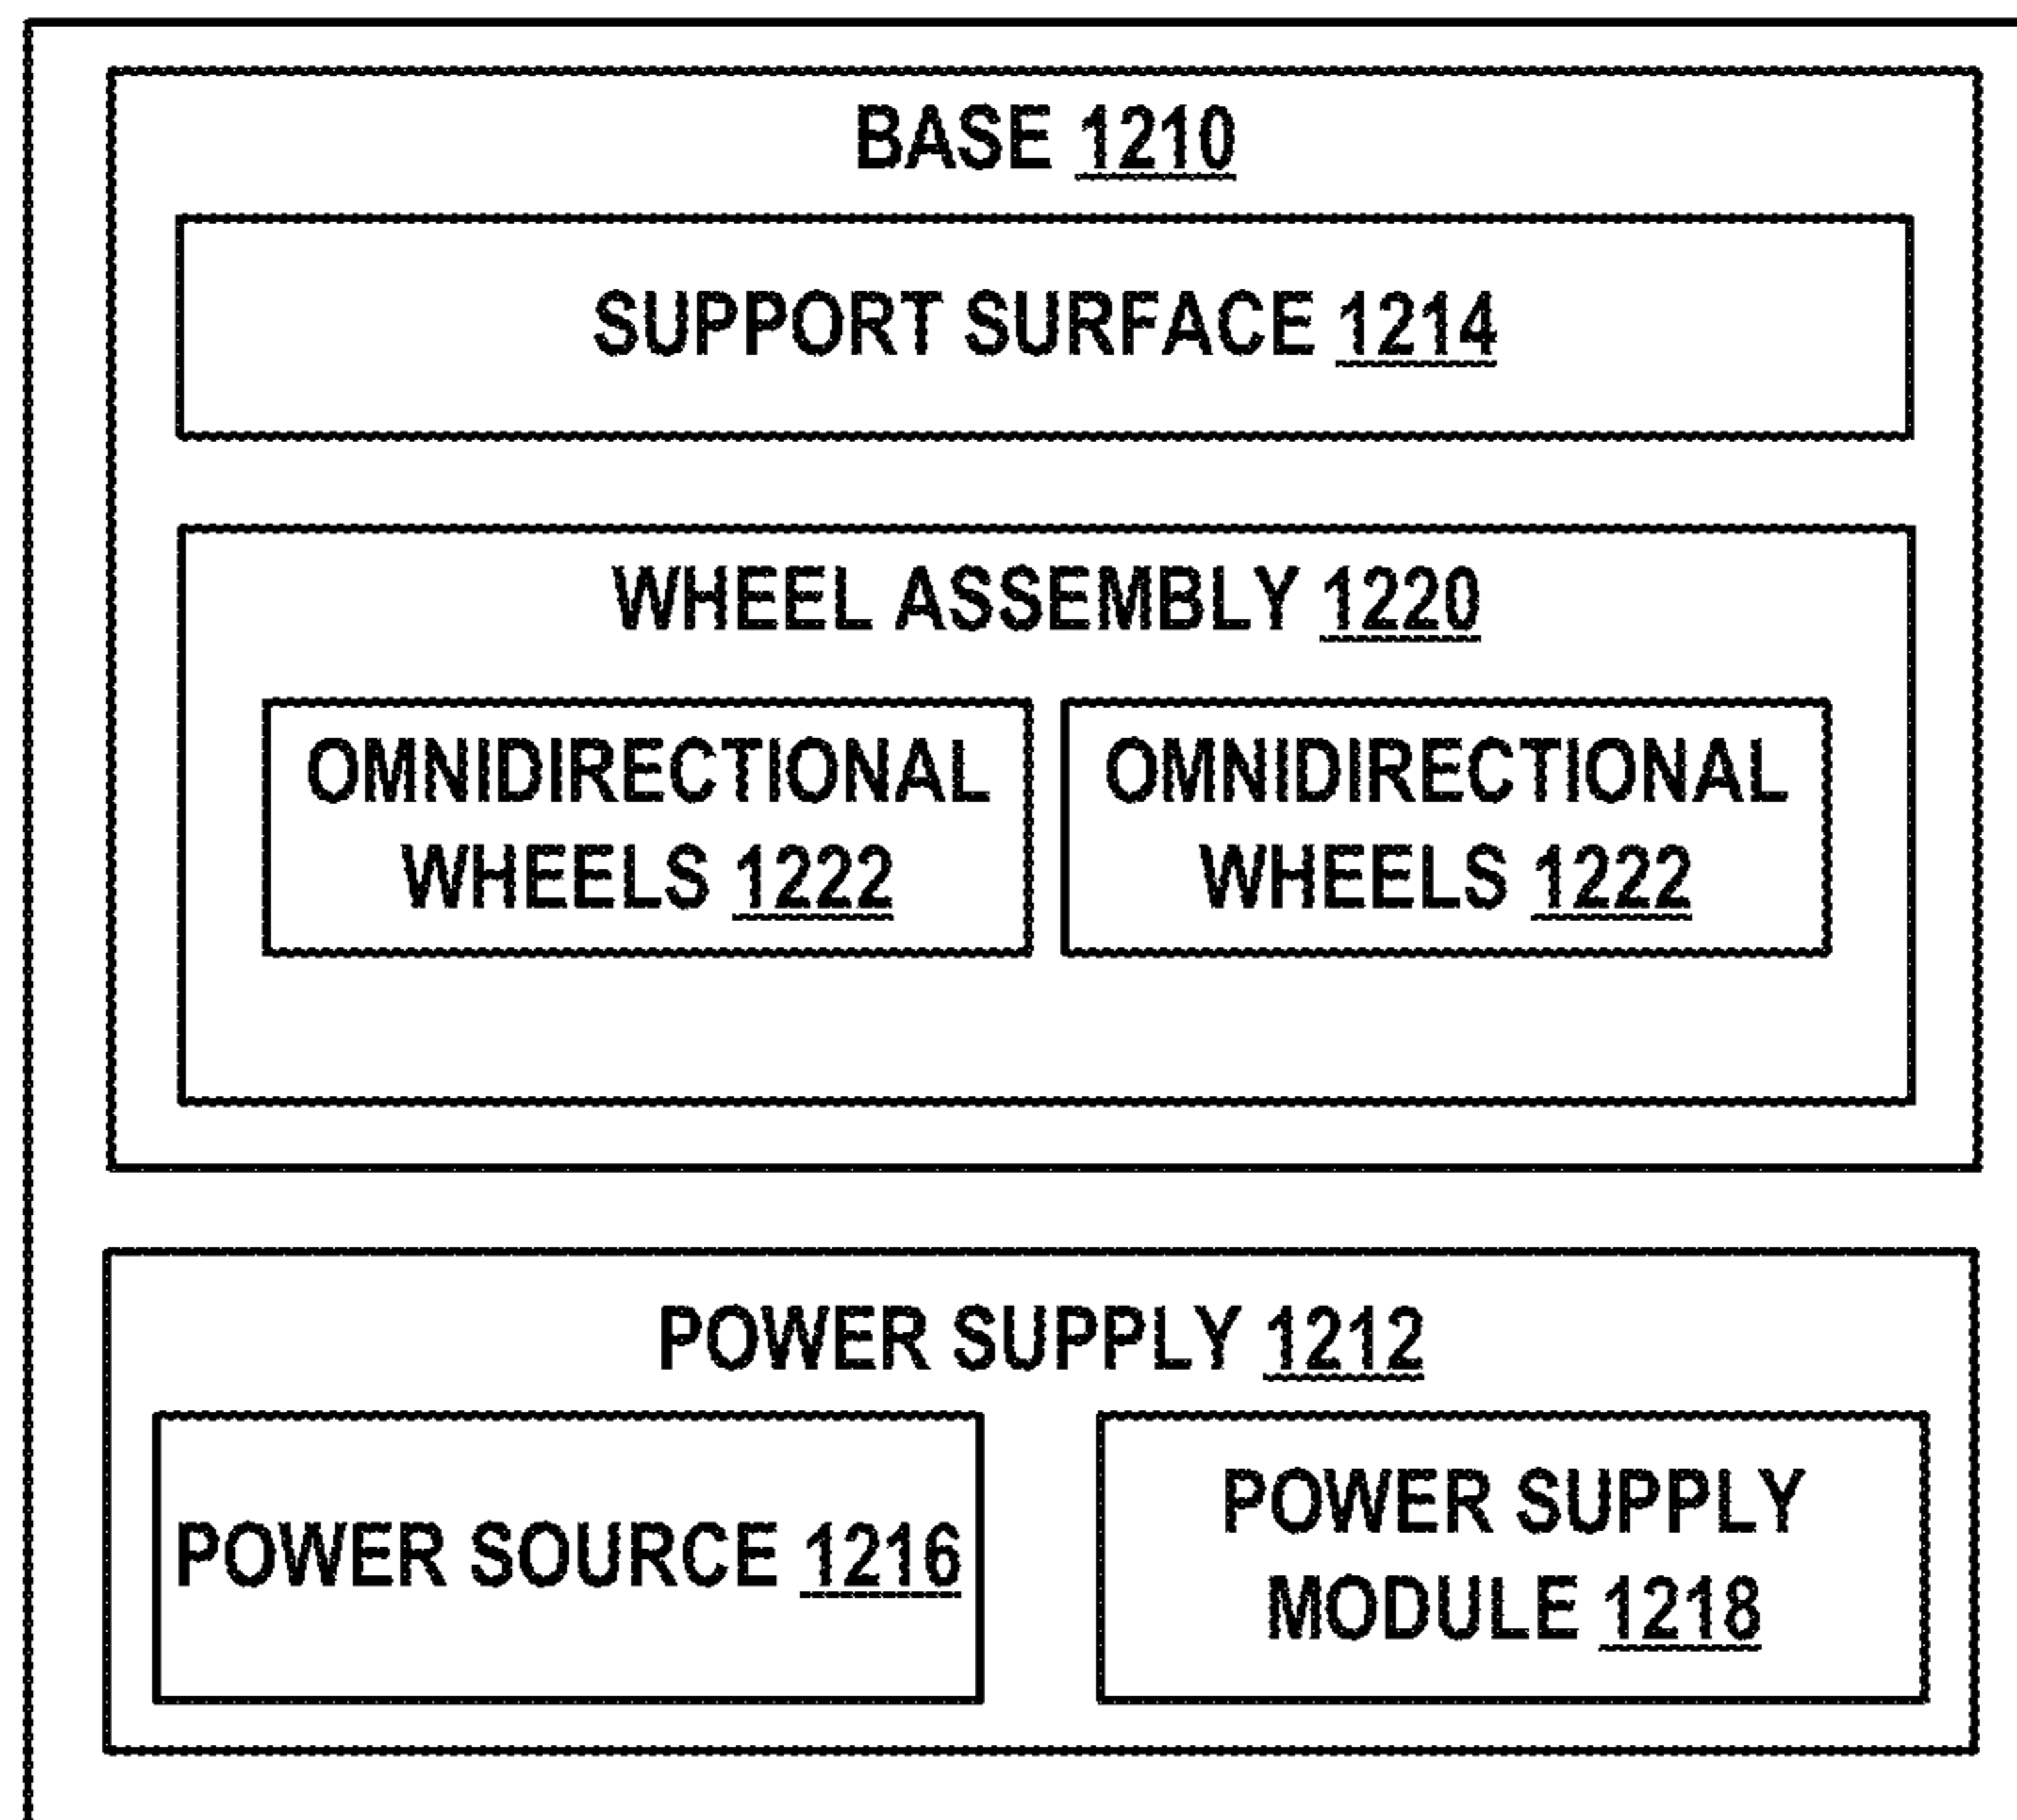 BASE 1210
SUPPORT SURFACE 1214
WHEEL ASSEMBLY 1220
OMNIDIRECTIONAL
WHEELS 1222
OMNIDIRECTIONAL
WHEELS 1222
POWER SUPPLY 1212
POWER SOURCE 1216
POWER SUPPLY
MODULE 1218